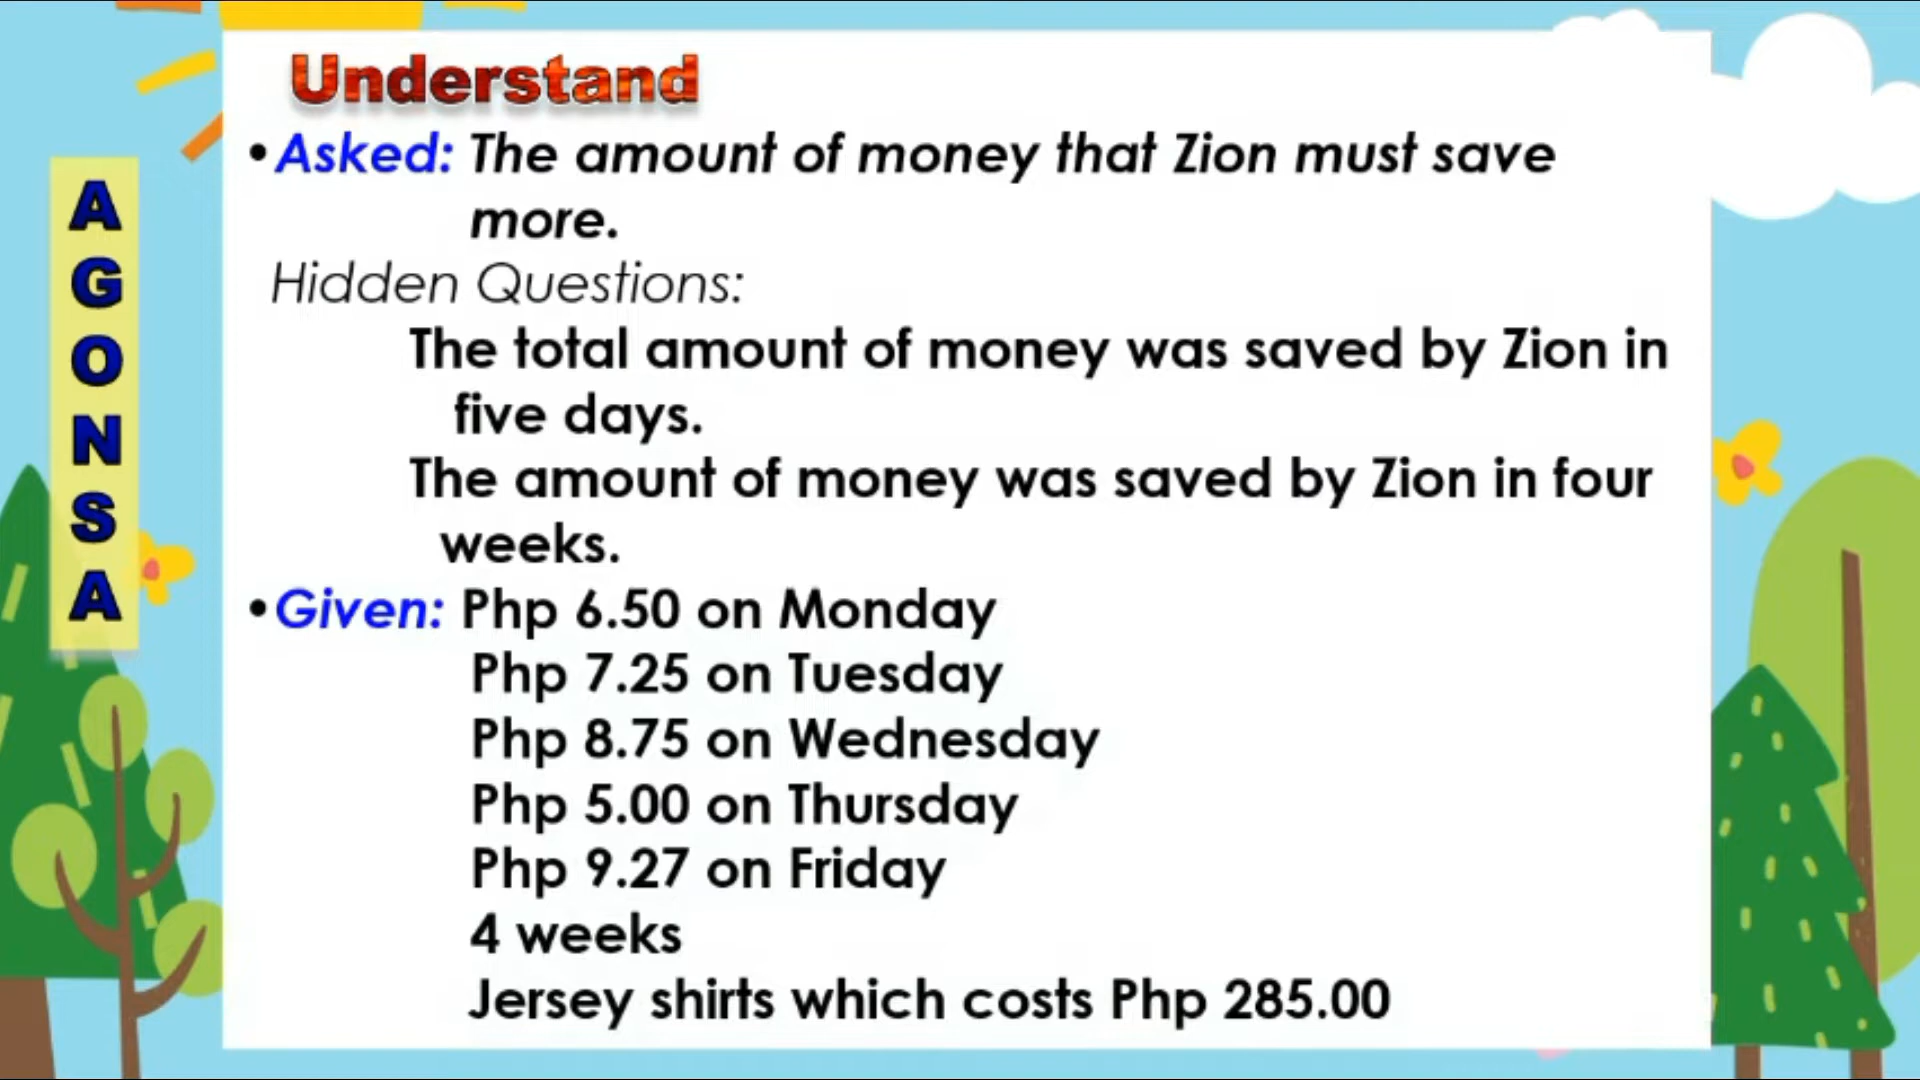 Understand
•Asked: The amount of money that Zion must save
more.
Hidden Questions:
The total amount of money was saved by Zion in
five days.
The amount of money was saved by Zion in four
weeks.
•Given: Php 6.50 on Monday
Php 7.25 on Tuesday
Php 8.75 on Wednesday
Php 5.00 on Thursday
Php 9.27 on Friday
4 weeks
Jersey shirts which costs Php 285.00
A
G
O
N
S
A